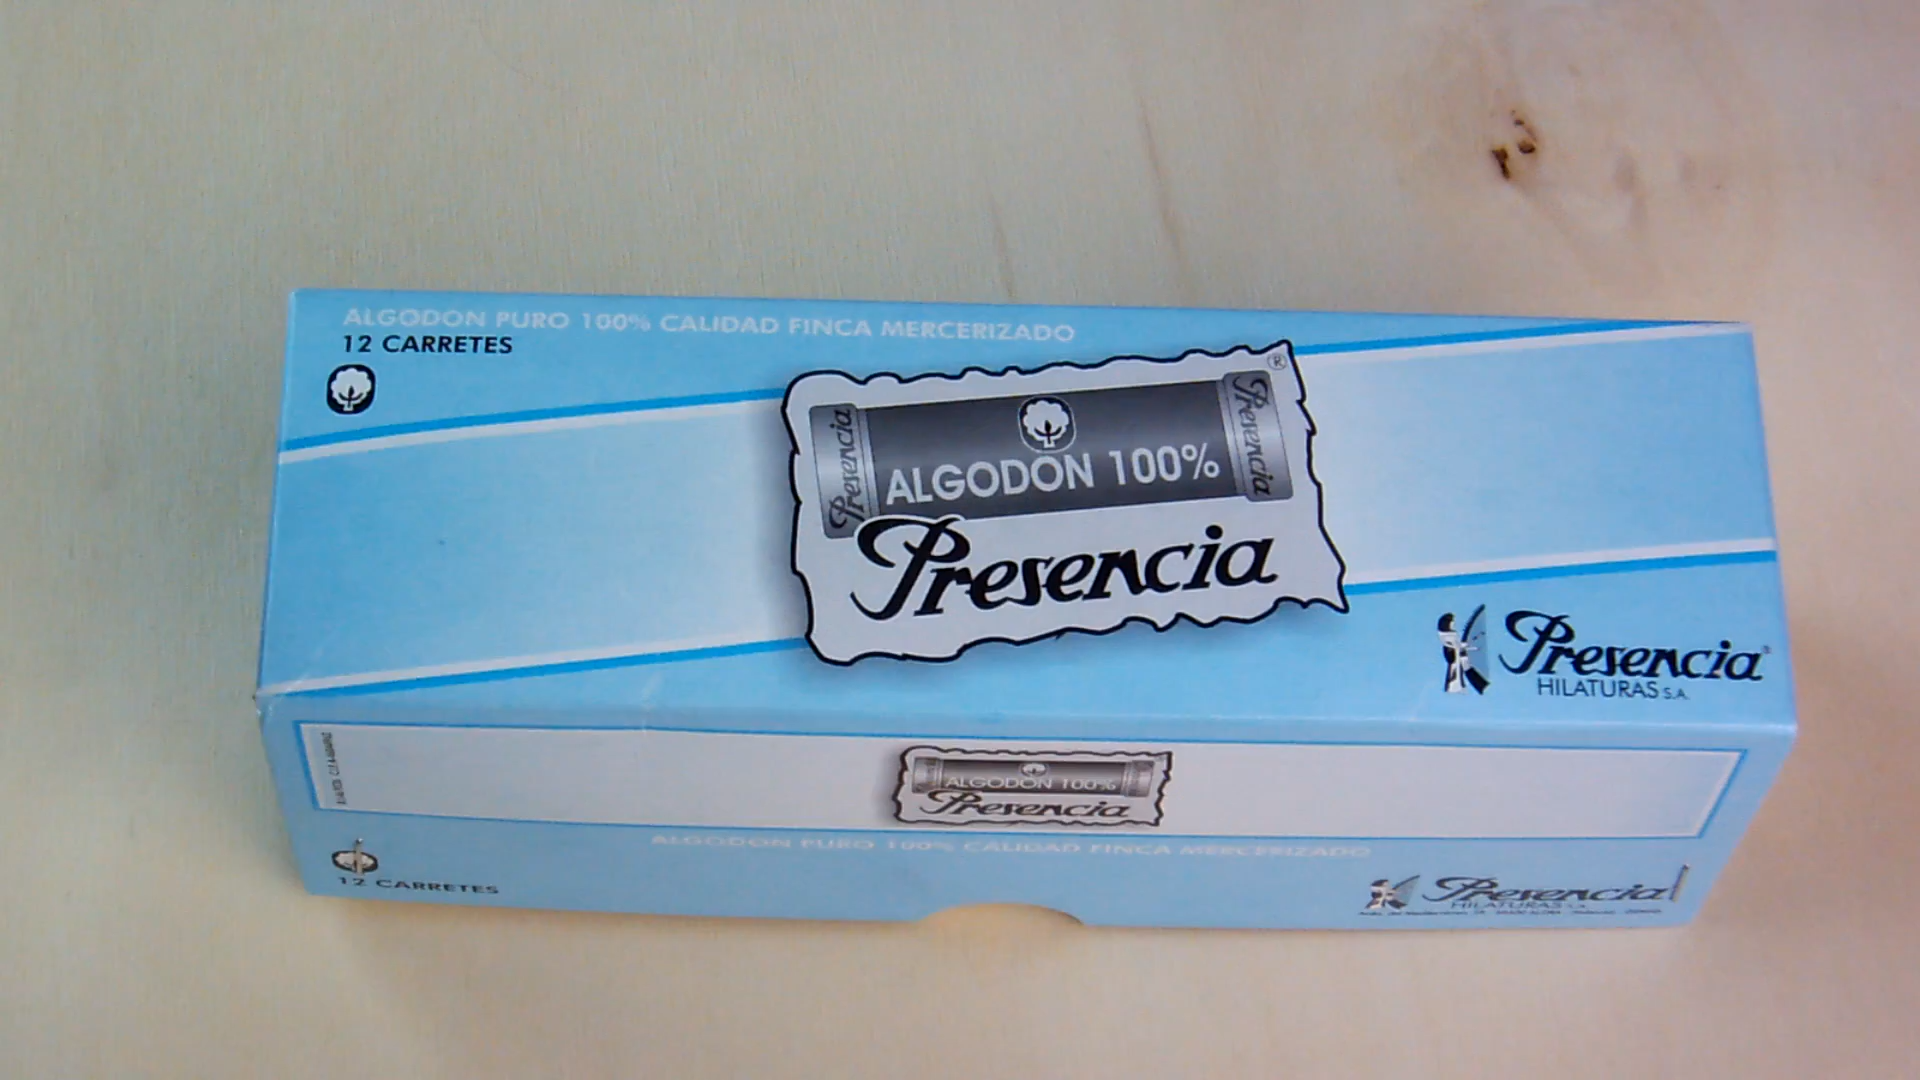 ALGODON PURO 100% CALIDAD FINCA MERCERIZADO
12 CARRETES
®
Presencia
ALGODON 100%
Presencia
Presencia
Presencia
HILATURAS S.A.
ALGODON 100%
Presencia
ALGODON PURO 100% CALIDAD FINCA MERCERIZADO
12 CARRETES
Presencia
HILATURAS